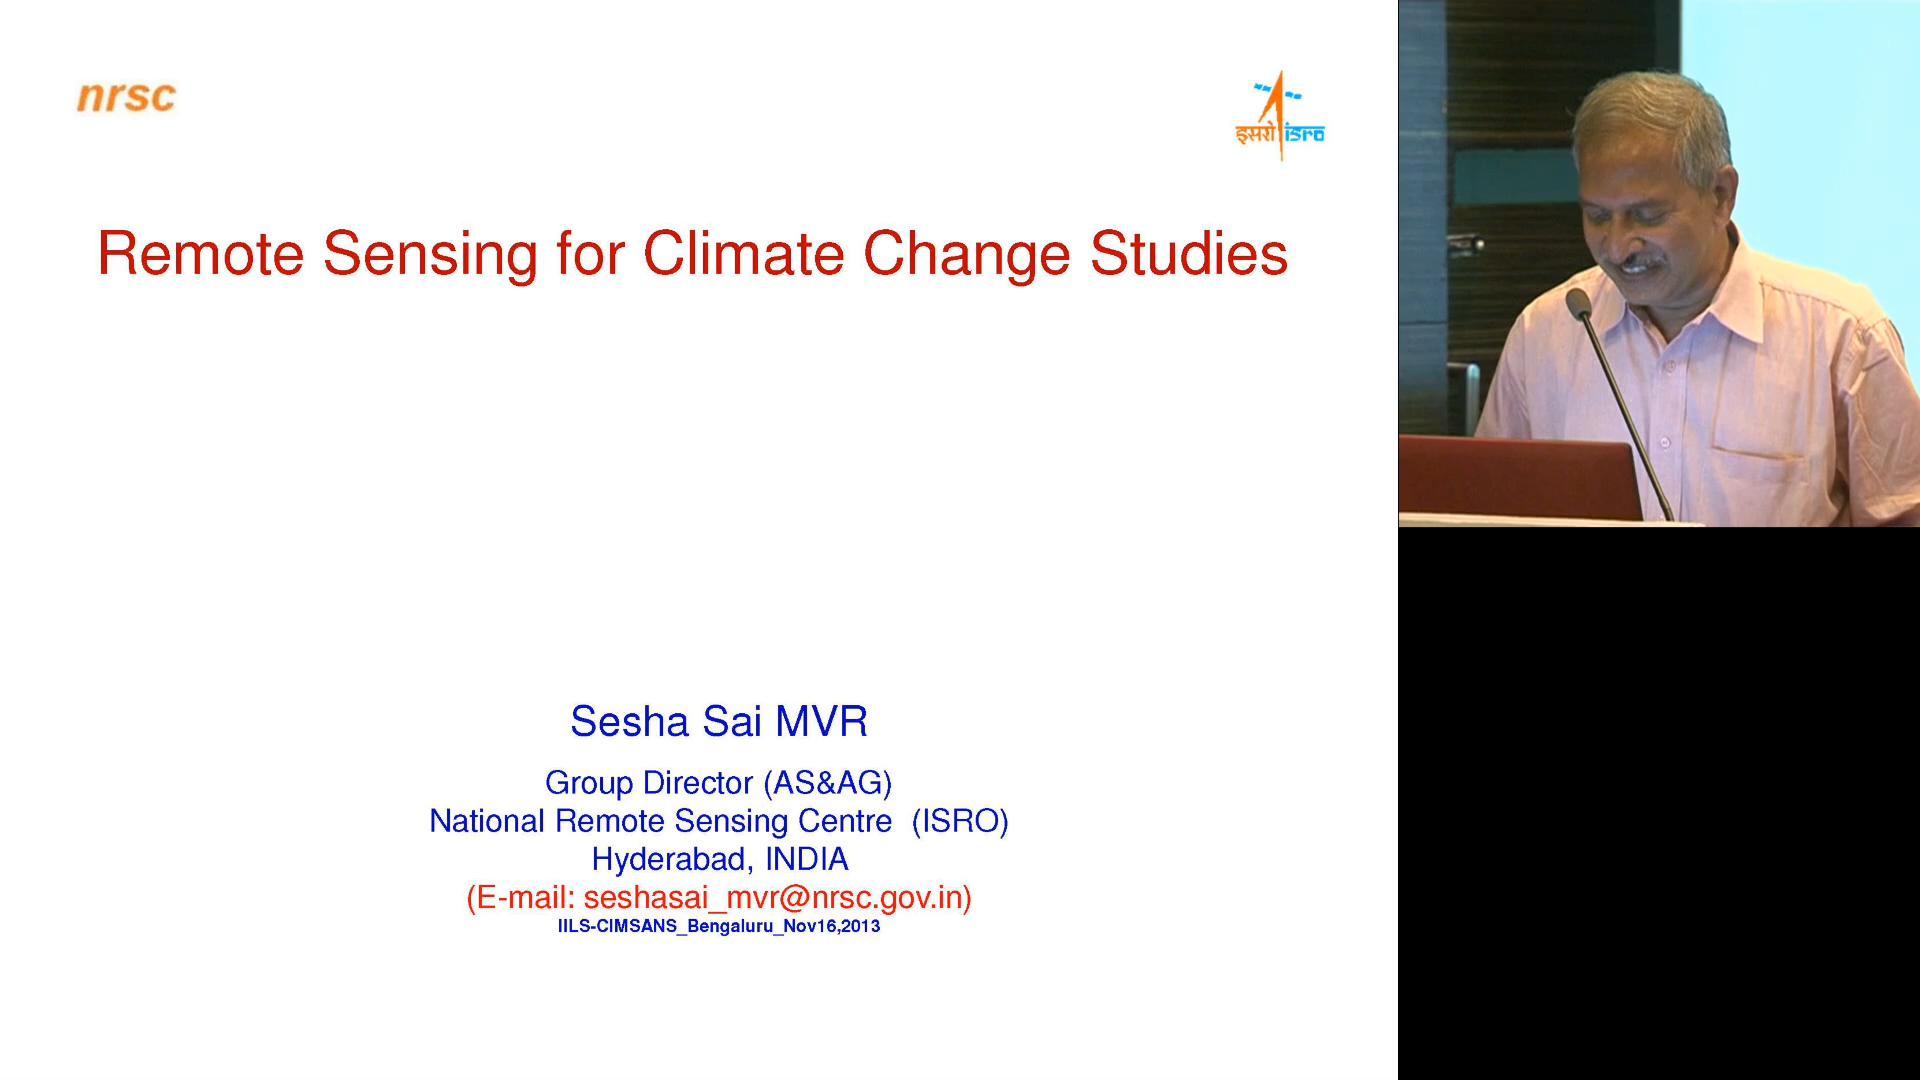 nrsc
इसरो isro
Remote Sensing for Climate Change Studies
Sesha Sai MVR
Group Director (AS&AG)
National Remote Sensing Centre (ISRO)
Hyderabad, INDIA
(E-mail: seshasai_mvr@nrsc.gov.in)
IILS-CIMSANS_Bengaluru_Nov16,2013